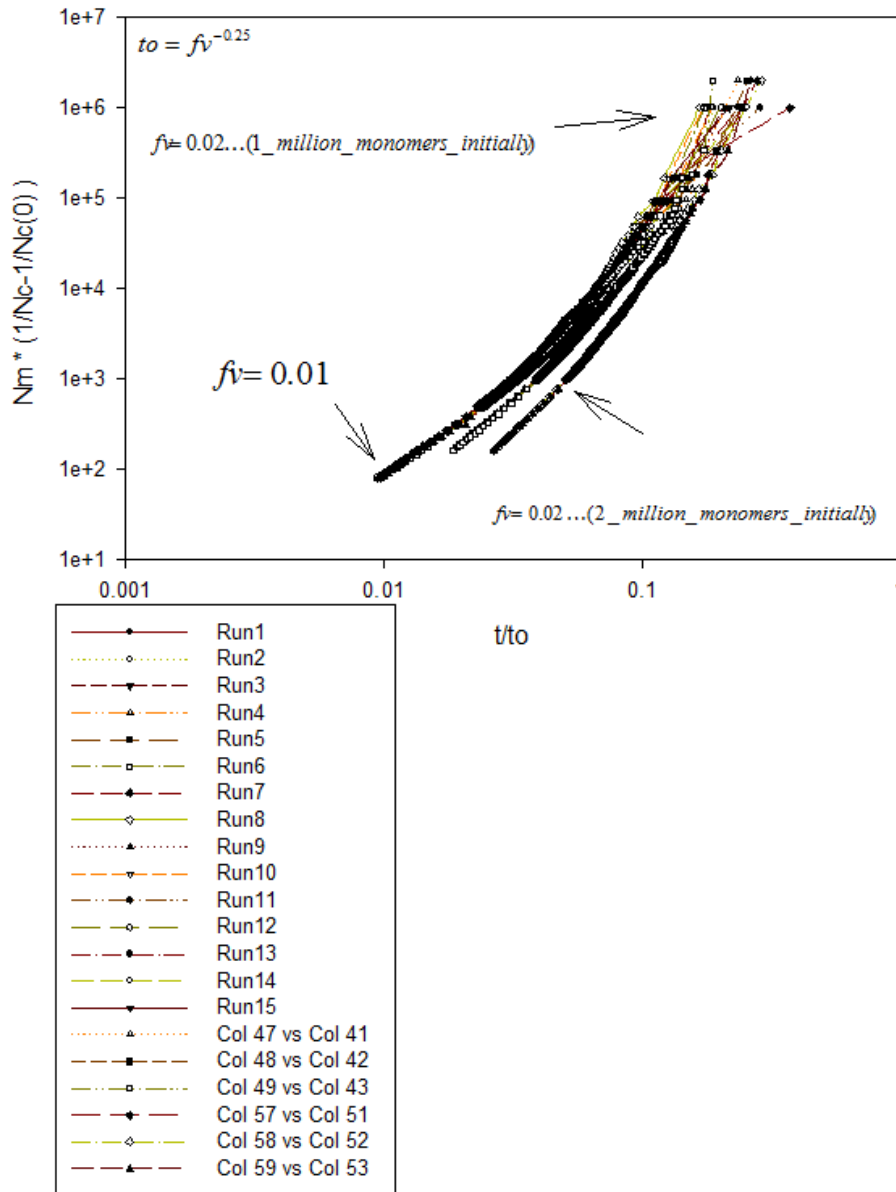 1e+7
to = fv^-0.25
1e+6
fv= 0.02...(1_million_monomers_initially)
1e+5
Nm * (1/Nc-1/Nc(0) )
1e+4
fv= 0.01
1e+3
1e+2
fv= 0.02...(2_million_monomers_initially)
1e+1
0.001 0.01 0.1
t/to
Run1
Run2
Run3
Run4
Run5
Run6
Run7
Run8
Run9
Run10
Run11
Run12
Run13
Run14
Run15
Col 47 vs Col 41
Col 48 vs Col 42
Col 49 vs Col 43
Col 57 vs Col 51
Col 58 vs Col 52
Col 59 vs Col 53